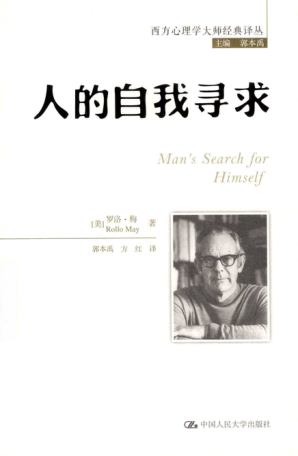 西方心理学大师经典译丛
主编 郭本禹
人的自我寻求
Man's Search for
Himself
[美]罗洛·梅 著
Rollo May
郭本禹 方 红 译
中国人民大学出版社